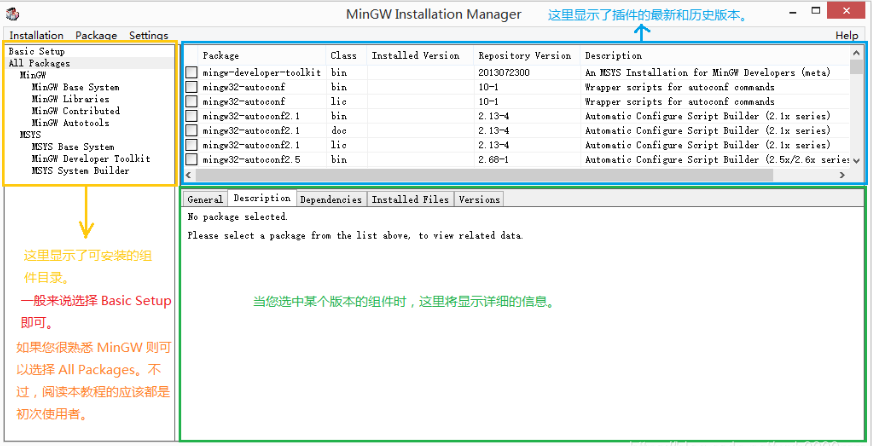 MinGW Installation Manager
这里显示了插件的最新和历史版本。
Installation Package Settings Help
Basic Setup
All Packages
MinGW
MinGW Base System
MinGW Libraries
MinGW Contributed
MinGW Autotools
MSYS
MSYS Base System
MinGW Developer Toolkit
MSYS System Builder
Package Class Installed Version Repository Version Description
mingw-developer-toolkit bin 2013072300 An MSYS Installation for MinGW Developers (meta)
mingw32-autoconf bin 10-1 Wrapper scripts for autoconf commands
mingw32-autoconf lic 10-1 Wrapper scripts for autoconf commands
mingw32-autoconf2.1 bin 2.13-4 Automatic Configure Script Builder (2.1x series)
mingw32-autoconf2.1 doc 2.13-4 Automatic Configure Script Builder (2.1x series)
mingw32-autoconf2.1 lic 2.13-4 Automatic Configure Script Builder (2.1x series)
mingw32-autoconf2.5 bin 2.68-1 Automatic Configure Script Builder (2.5x/2.6x series
General Description Dependencies Installed Files Versions
No package selected.
Please select a package from the list above, to view related data.
这里显示了可安装的组
件目录。
一般来说选择 Basic Setup
即可。
如果您很熟悉 MinGW 则可
以选择 All Packages。不
过，阅读本教程的应该都是
初次使用者。
当您选中某个版本的组件时，这里将显示详细的信息。